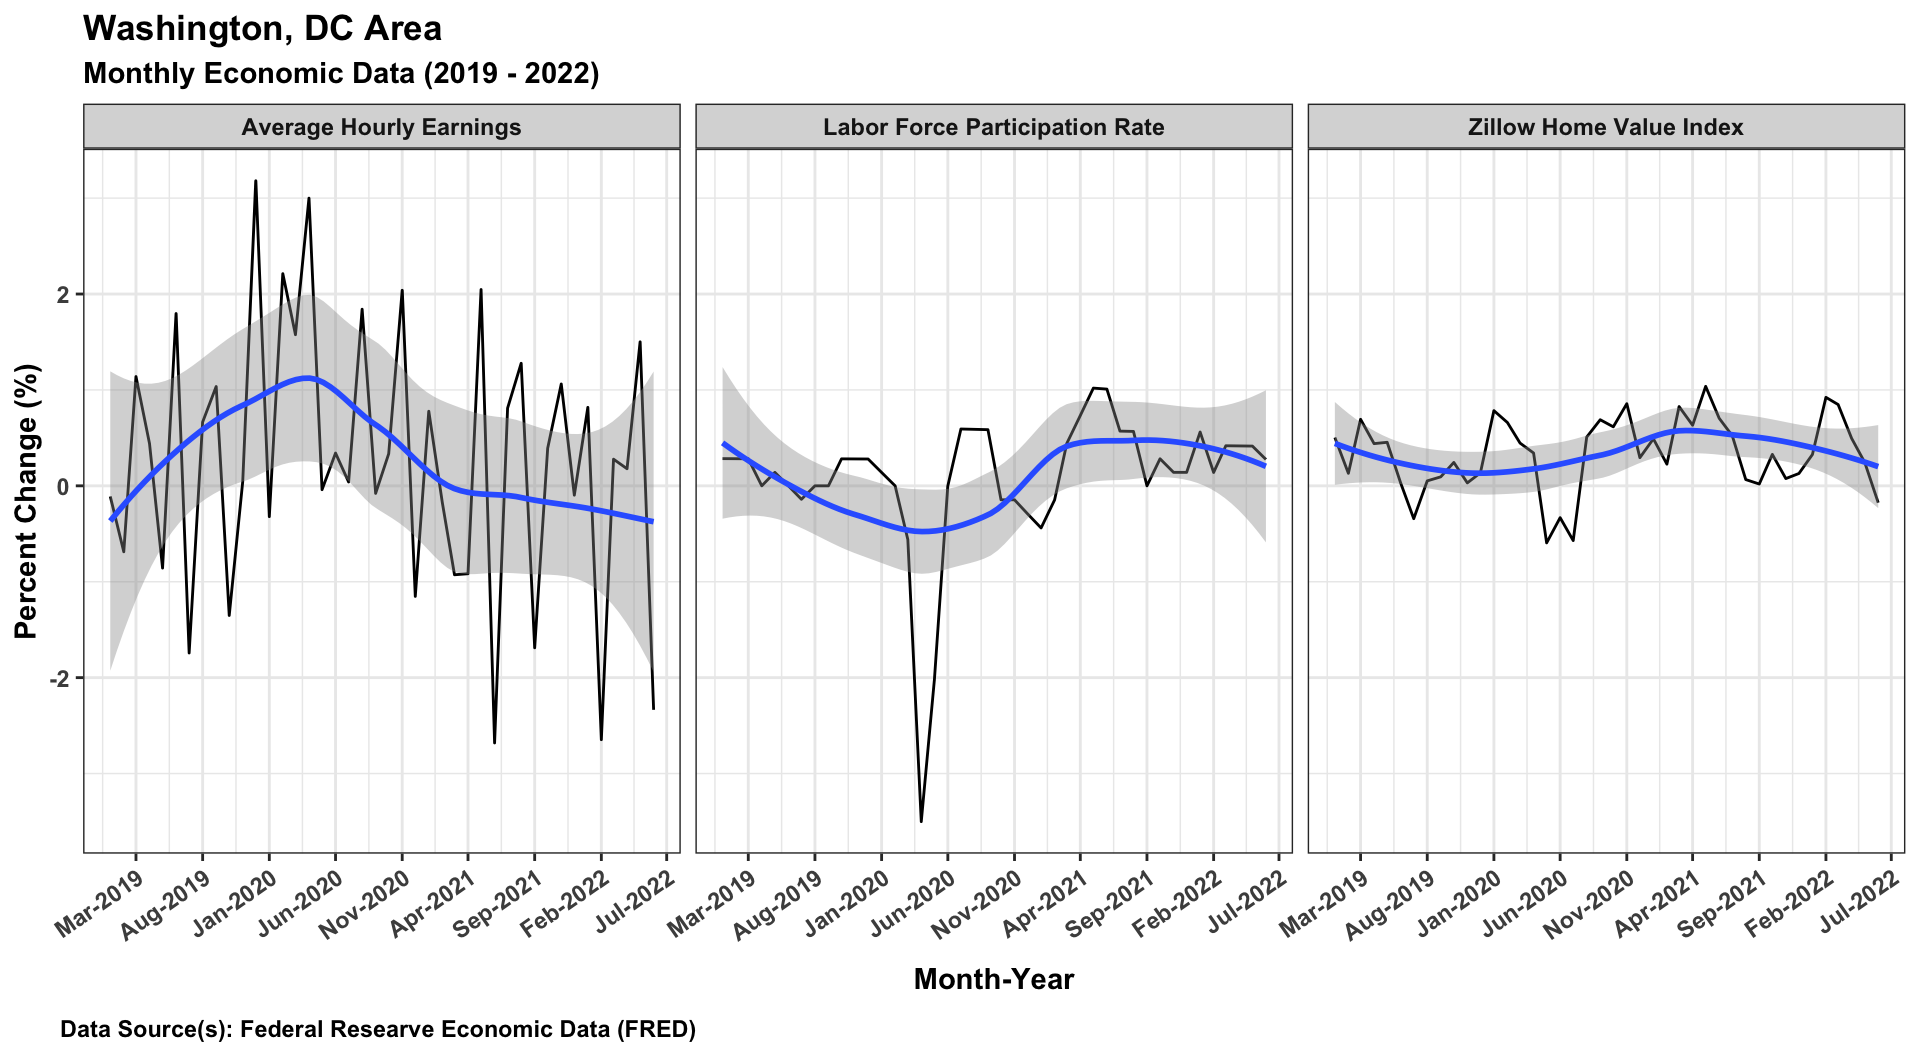 Washington, DC Area
Monthly Economic Data (2019 - 2022)
Average Hourly Earnings
Labor Force Participation Rate
Zillow Home Value Index
Percent Change (%)
2
0
-2
Mar-2019 Aug-2019 Jan-2020 Jun-2020 Nov-2020 Apr-2021 Sep-2021 Feb-2022 Jul-2022
Mar-2019 Aug-2019 Jan-2020 Jun-2020 Nov-2020 Apr-2021 Sep-2021 Feb-2022 Jul-2022
Mar-2019 Aug-2019 Jan-2020 Jun-2020 Nov-2020 Apr-2021 Sep-2021 Feb-2022 Jul-2022
Month-Year
Data Source(s): Federal Researve Economic Data (FRED)